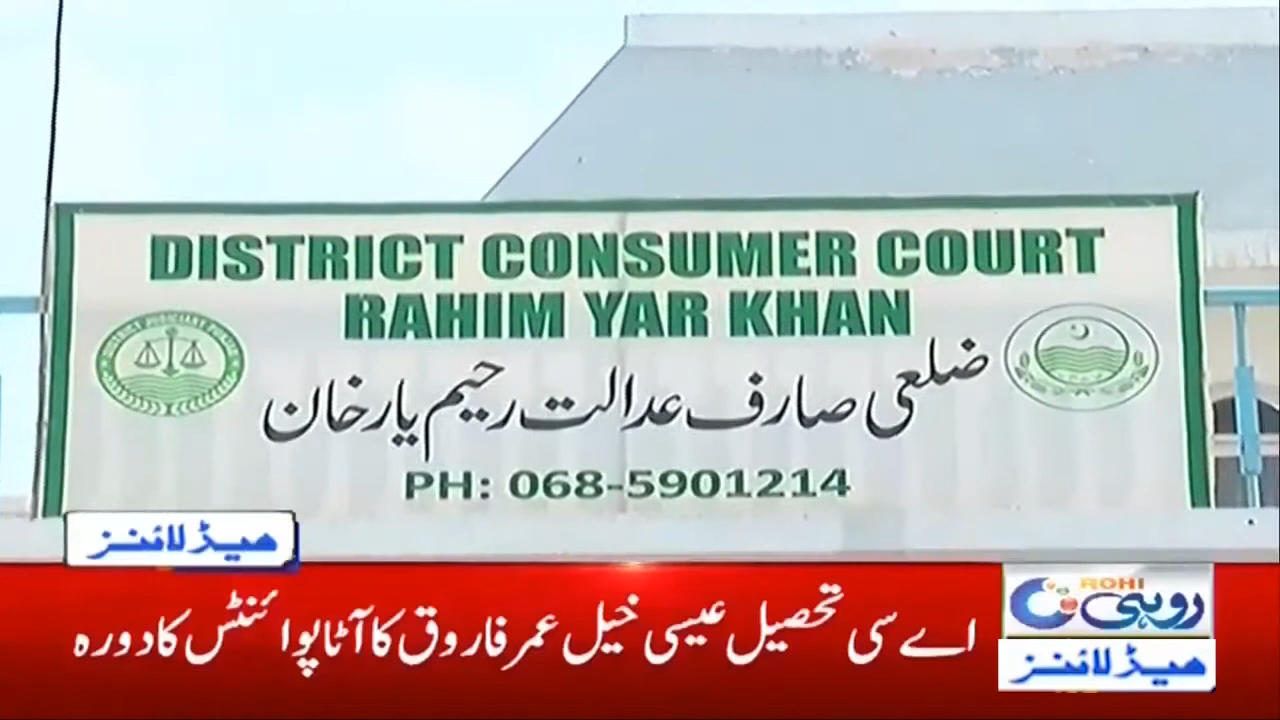 DISTRICT CONSUMER COURT
RAHIM YAR KHAN
ضلعی صارف عدالت رحیم یار خان
PH: 068-5901214
ہیڈ لائنز
اے سی تحصیل عیسی خیل عمر فاروق کا آٹا پوائنٹس کا دورہ
ROHI
روہی
ہیڈ لائنز